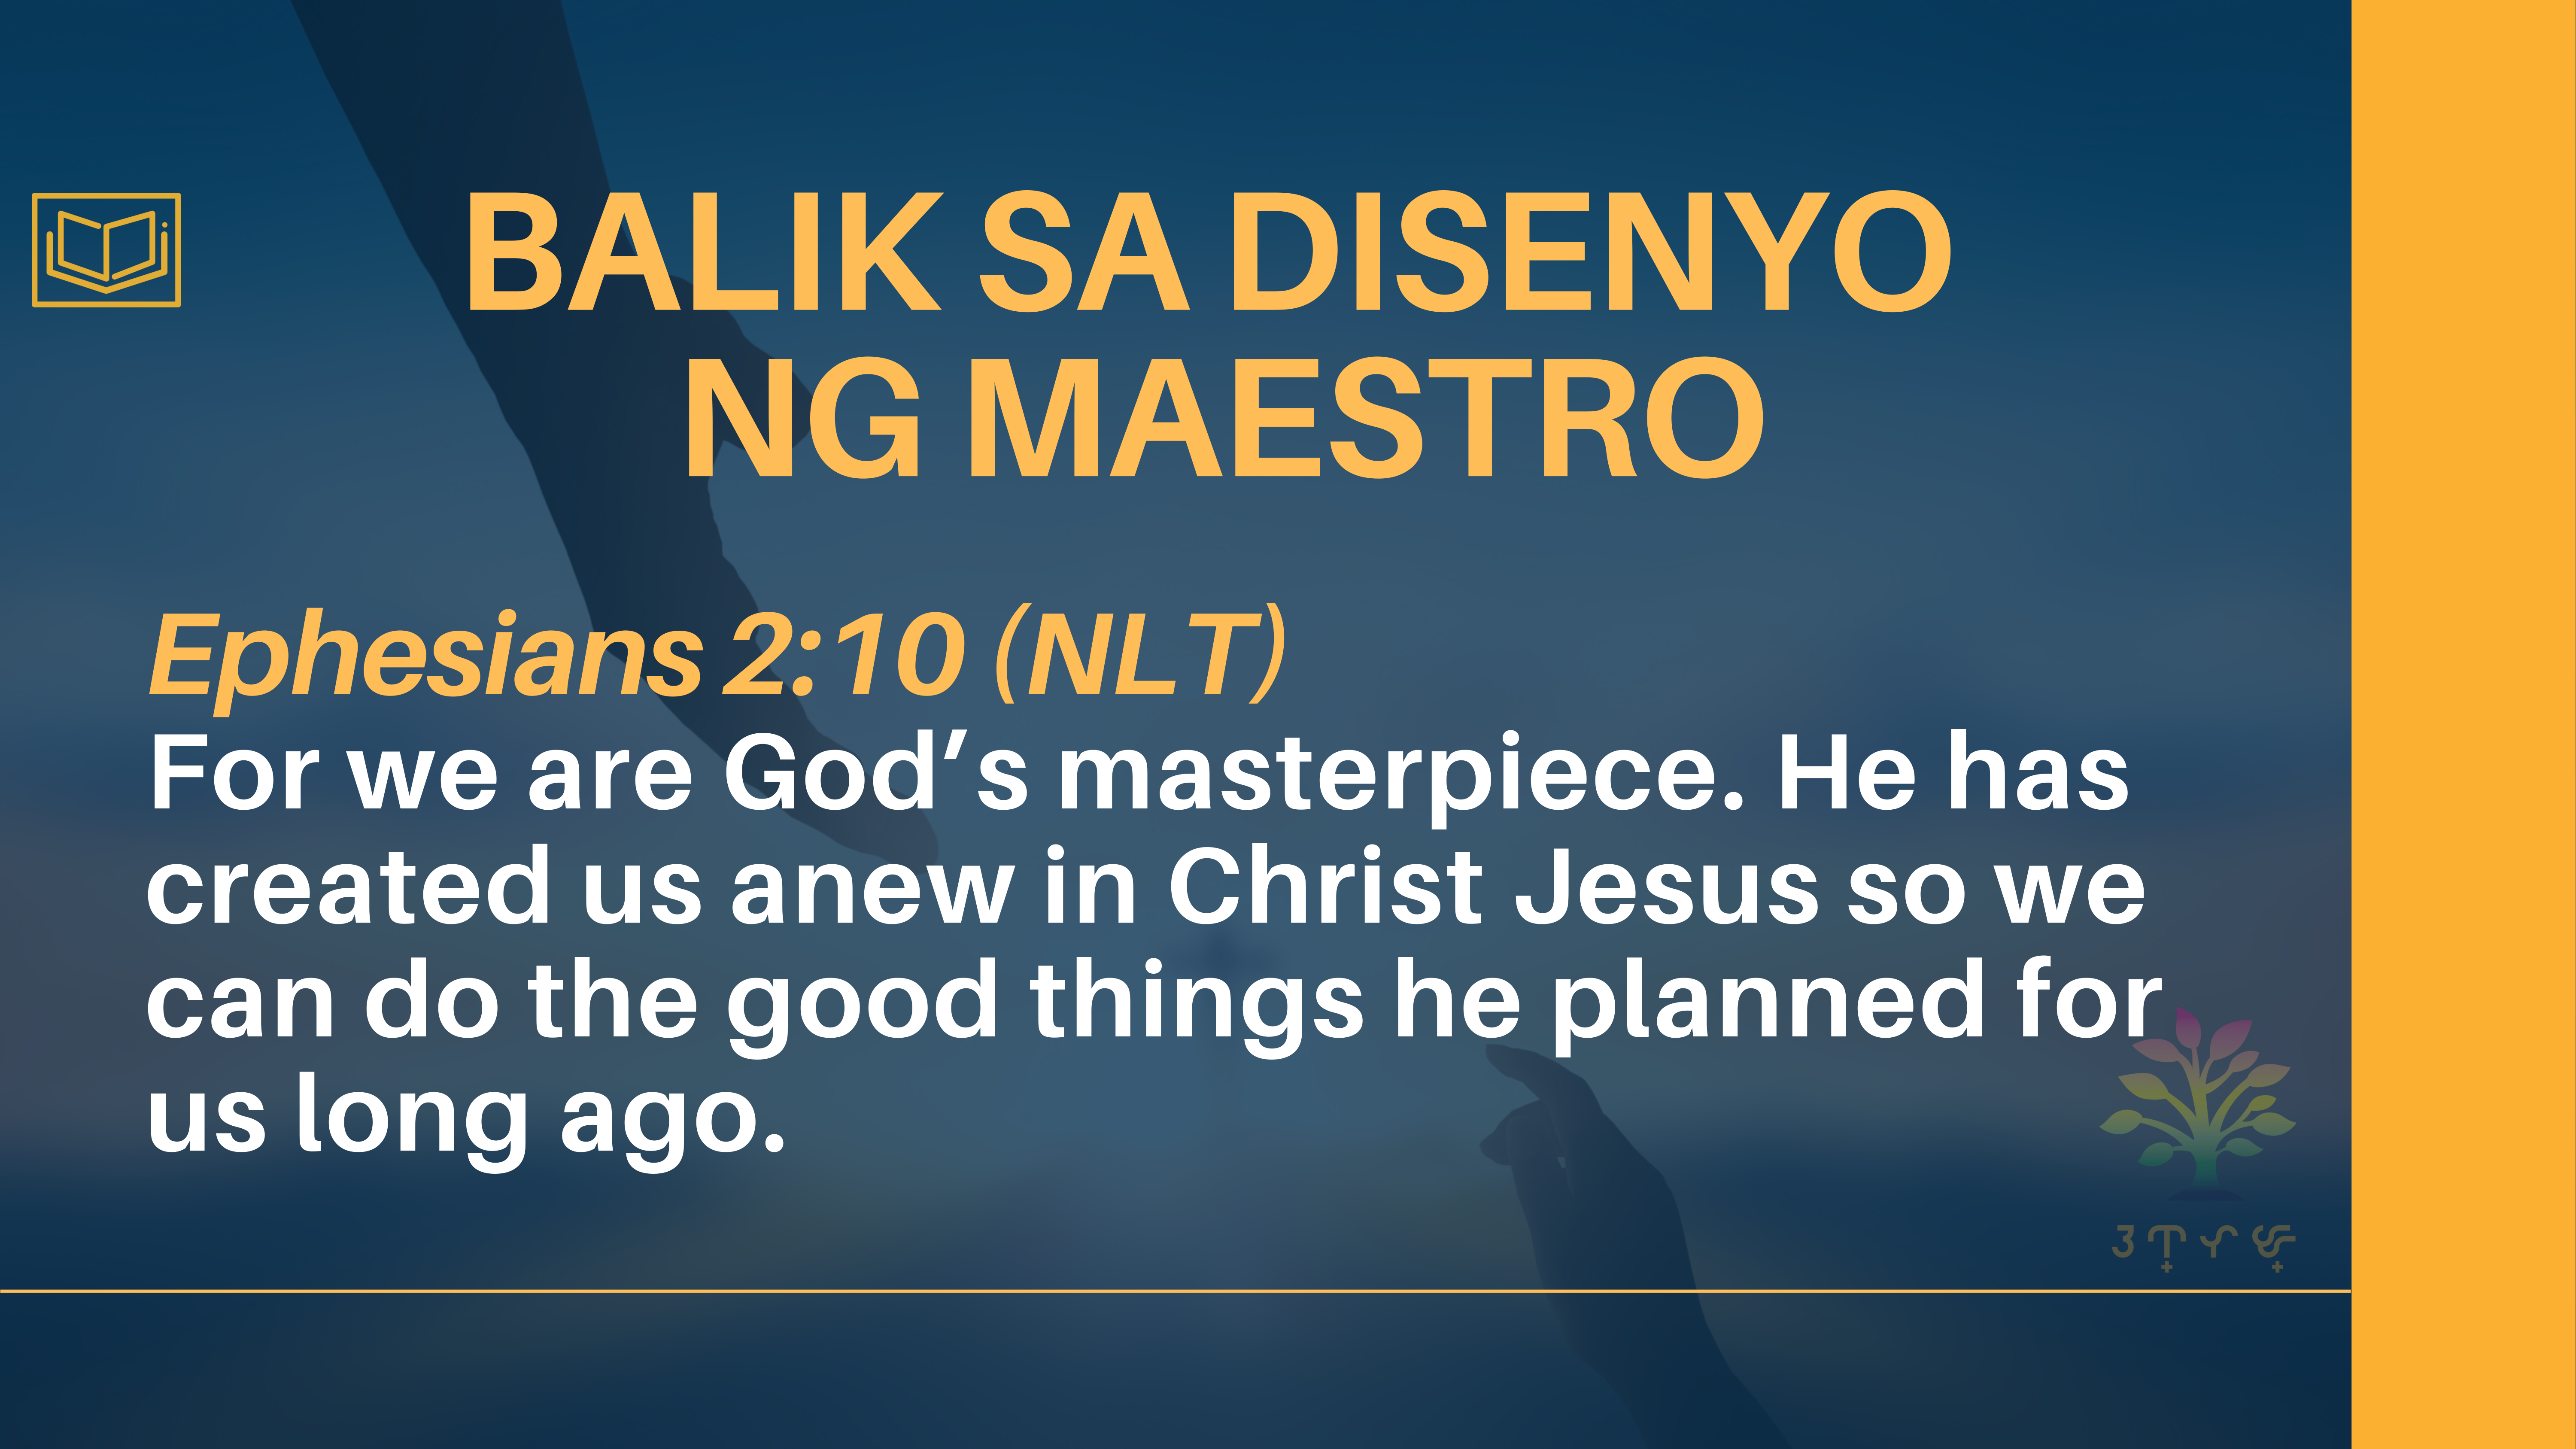 BALIK SA DISENYO
NG MAESTRO
Ephesians 2:10 (NLT)
For we are God’s masterpiece. He has
created us anew in Christ Jesus so we
can do the good things he planned for
us long ago.